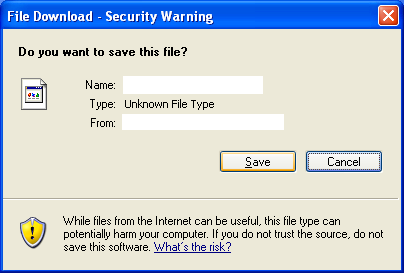 File Download - Security Warning
Do you want to save this file?
Name:
Type: Unknown File Type
From:
Save Cancel
While files from the Internet can be useful, this file type can
potentially harm your computer. If you do not trust the source, do not
save this software. What's the risk?